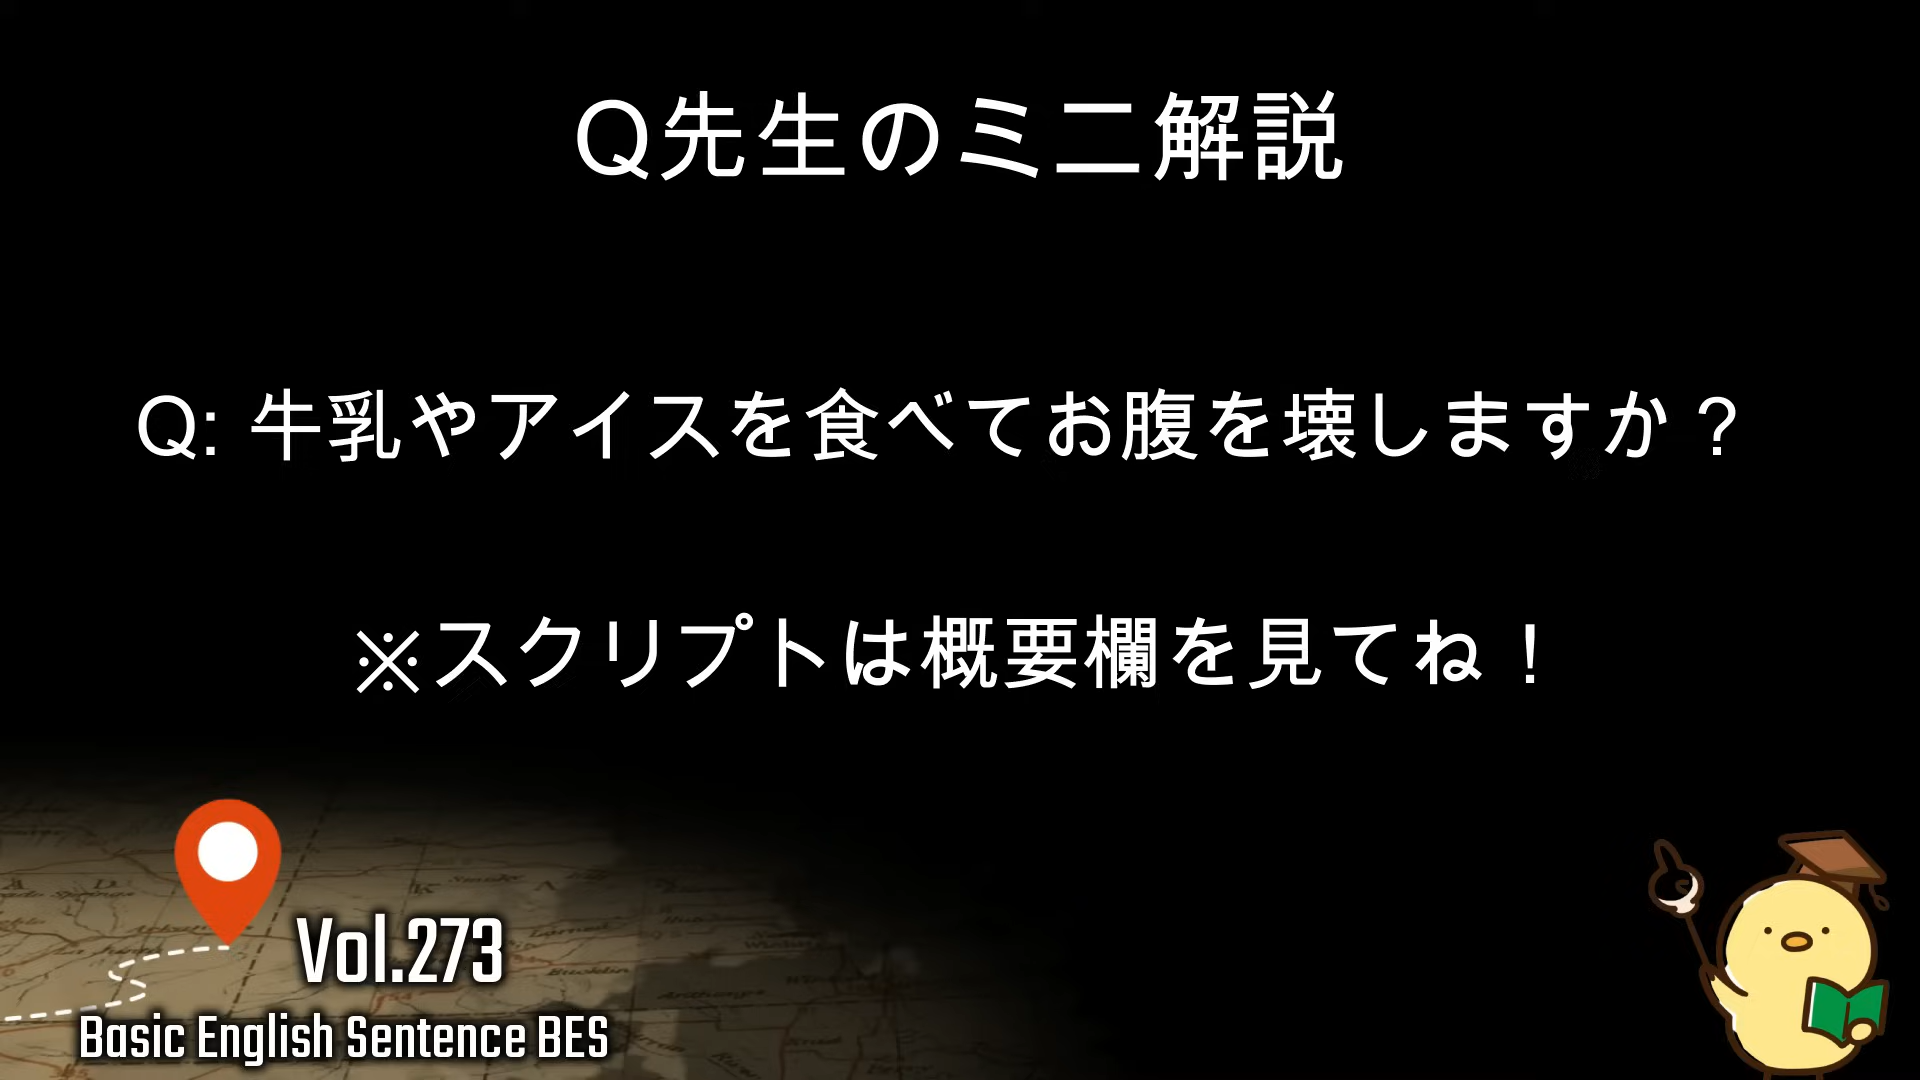 Q先生のミニ解説
Q: 牛乳やアイスを食べてお腹を壊しますか？
※スクリプトは概要欄を見てね！
Vol.273
Basic English Sentence BES